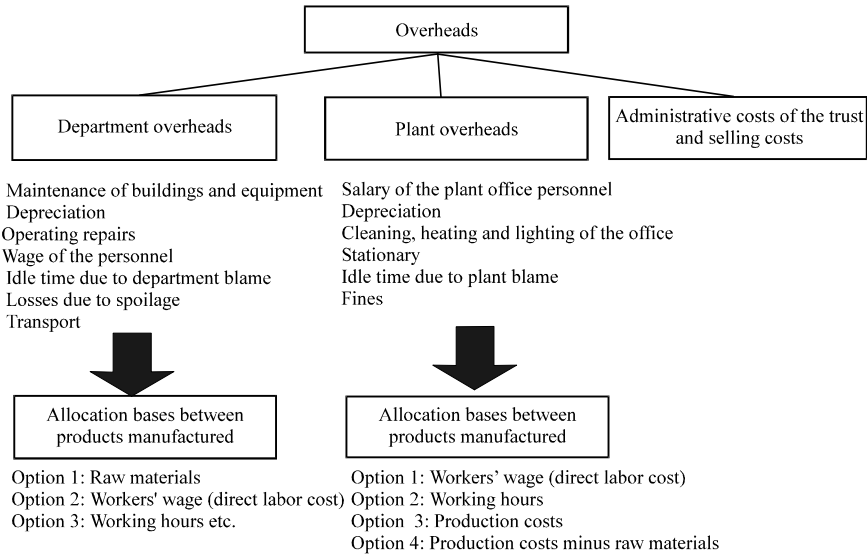 Overheads
Department overheads
Plant overheads
Administrative costs of the trust
and selling costs
Maintenance of buildings and equipment
Depreciation
Operating repairs
Wage of the personnel
Idle time due to department blame
Losses due to spoilage
Transport
Salary of the plant office personnel
Depreciation
Cleaning, heating and lighting of the office
Stationary
Idle time due to plant blame
Fines
Allocation bases between
products manufactured
Option 1: Raw materials
Option 2: Workers' wage (direct labor cost)
Option 3: Working hours etc.
Allocation bases between
products manufactured
Option 1: Workers’ wage (direct labor cost)
Option 2: Working hours
Option 3: Production costs
Option 4: Production costs minus raw materials